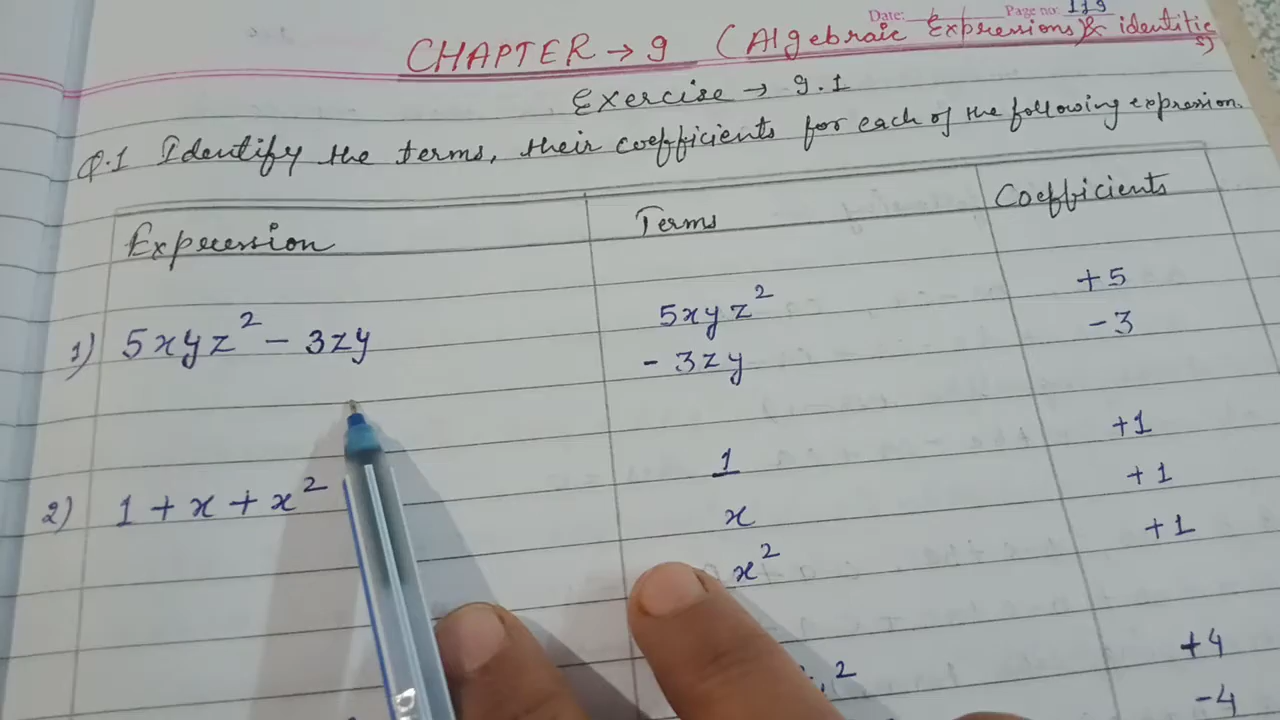 Date: Page no: 119
CHAPTER → 9 (Algebraic Expressions & identities)
Exercise → 9.1
Q.1 Identify the terms, their coefficients for each of the following expression.
Expression Terms Coefficients
1) 5xyz² - 3zy 5xyz² +5
- 3zy -3
2) 1 + x + x² 1 +1
x +1
x² +1
+4
-4